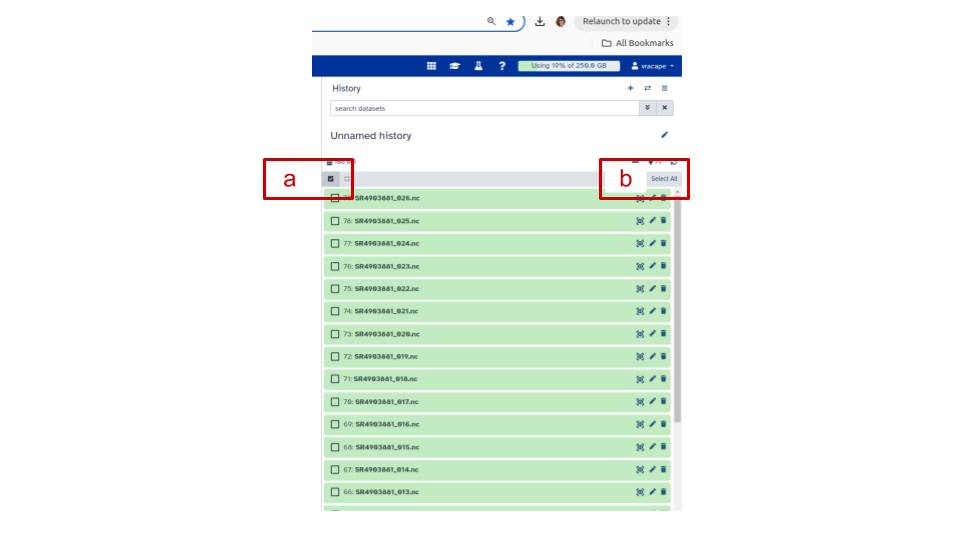 Relaunch to update
All Bookmarks
? Using 19% of 250.0 GB vracape
History
search datasets
Unnamed history
a
b
Select All
SR4903881_026.nc
78: SR4903881_025.nc
77: SR4903881_024.nc
76: SR4903881_023.nc
75: SR4903881_022.nc
74: SR4903881_021.nc
73: SR4903881_020.nc
72: SR4903881_019.nc
71: SR4903881_018.nc
70: SR4903881_017.nc
69: SR4903881_016.nc
68: SR4903881_015.nc
67: SR4903881_014.nc
66: SR4903881_013.nc